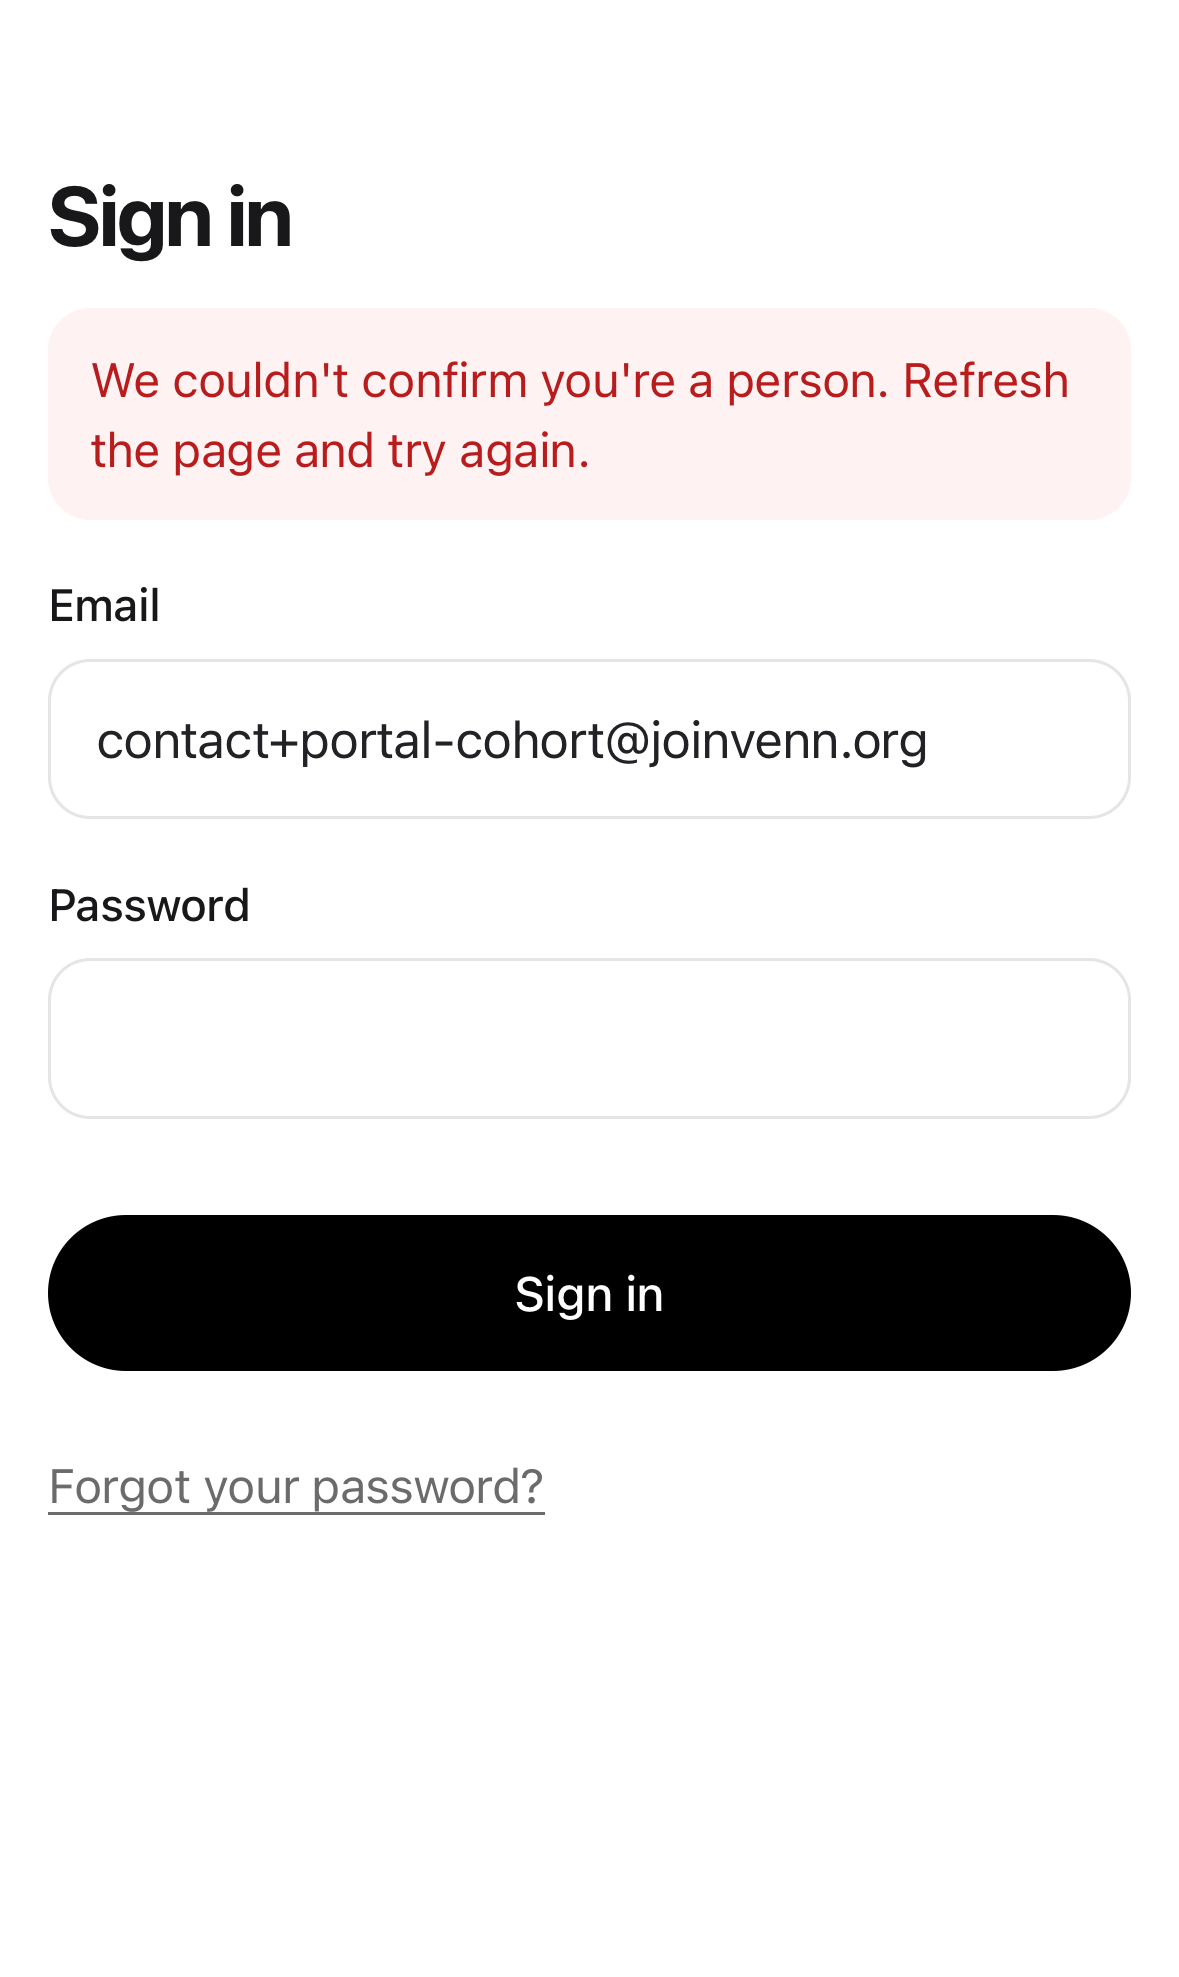 Sign in
We couldn't confirm you're a person. Refresh
the page and try again.
Email
contact+portal-cohort@joinvenn.org
Password
Sign in
Forgot your password?